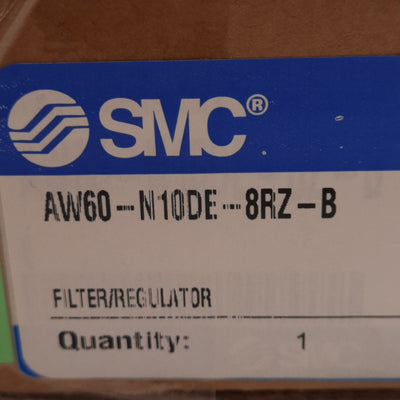 SMC®
AW60-N10DE-8RZ-B
FILTER/REGULATOR
Quantity: 1